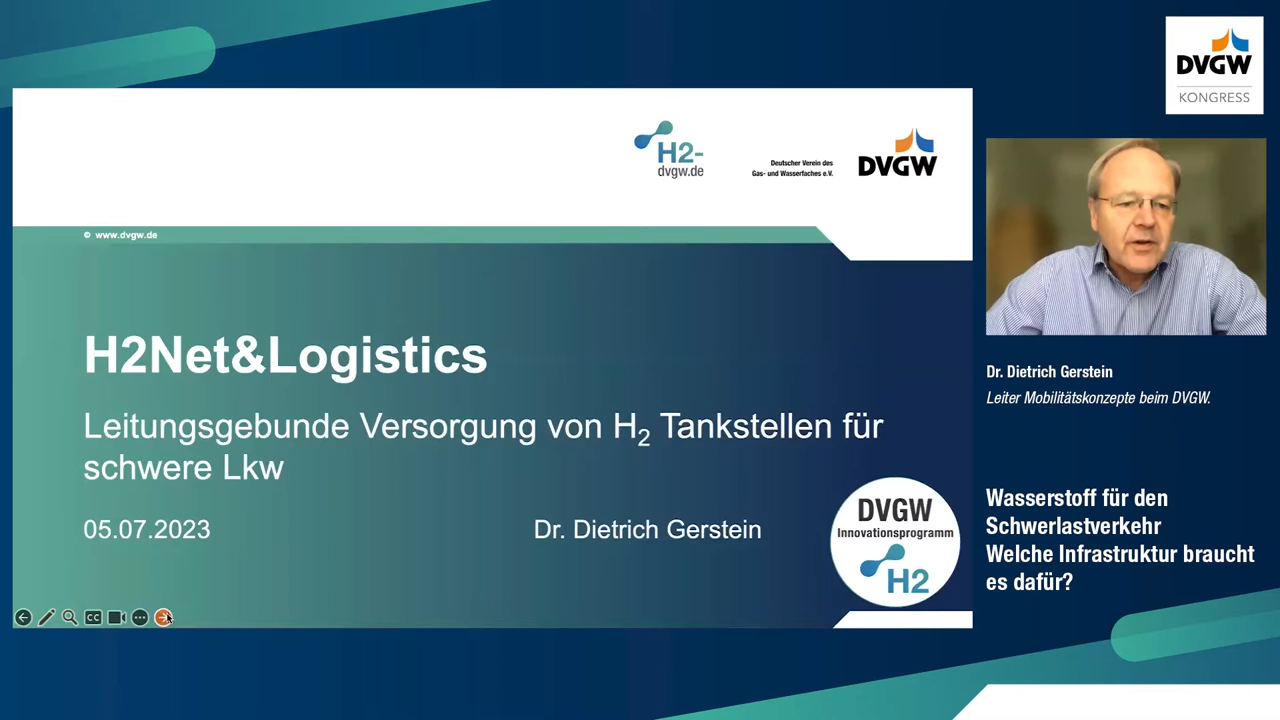 DVGW
KONGRESS
H2-
dvgw.de
Deutscher Verein des
Gas- und Wasserfaches e.V.
DVGW
© www.dvgw.de
H2Net&Logistics
Leitungsgebunde Versorgung von H2 Tankstellen für
schwere Lkw
05.07.2023
Dr. Dietrich Gerstein
DVGW
Innovationsprogramm
H2
CC
Dr. Dietrich Gerstein
Leiter Mobilitätskonzepte beim DVGW.
Wasserstoff für den
Schwerlastverkehr
Welche Infrastruktur braucht
es dafür?